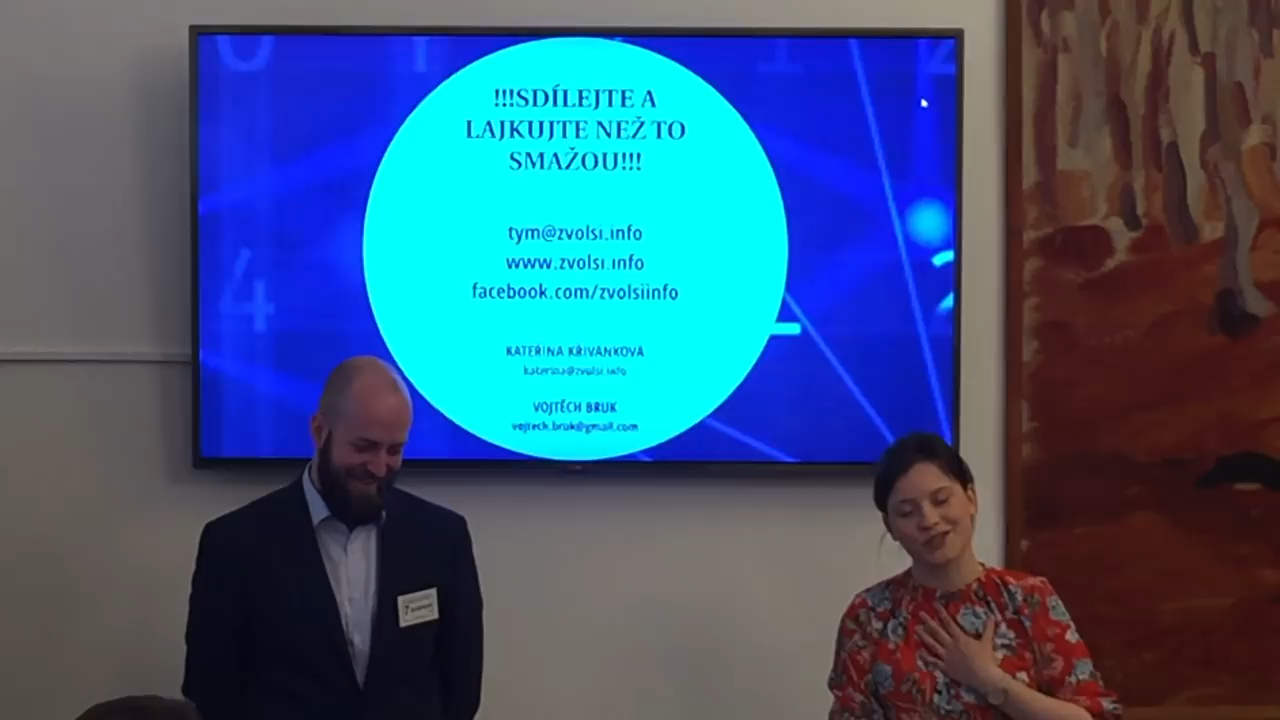 !!!SDÍLEJTE A
LAJKUJTE NEŽ TO
SMAŽOU!!!
tym@zvolsi.info
www.zvolsi.info
facebook.com/zvolsiinfo
KATEŘINA KŘIVÁNKOVÁ
katerina@zvolsi.info
VOJTĚCH BRUK
vojtech.bruk@gmail.com